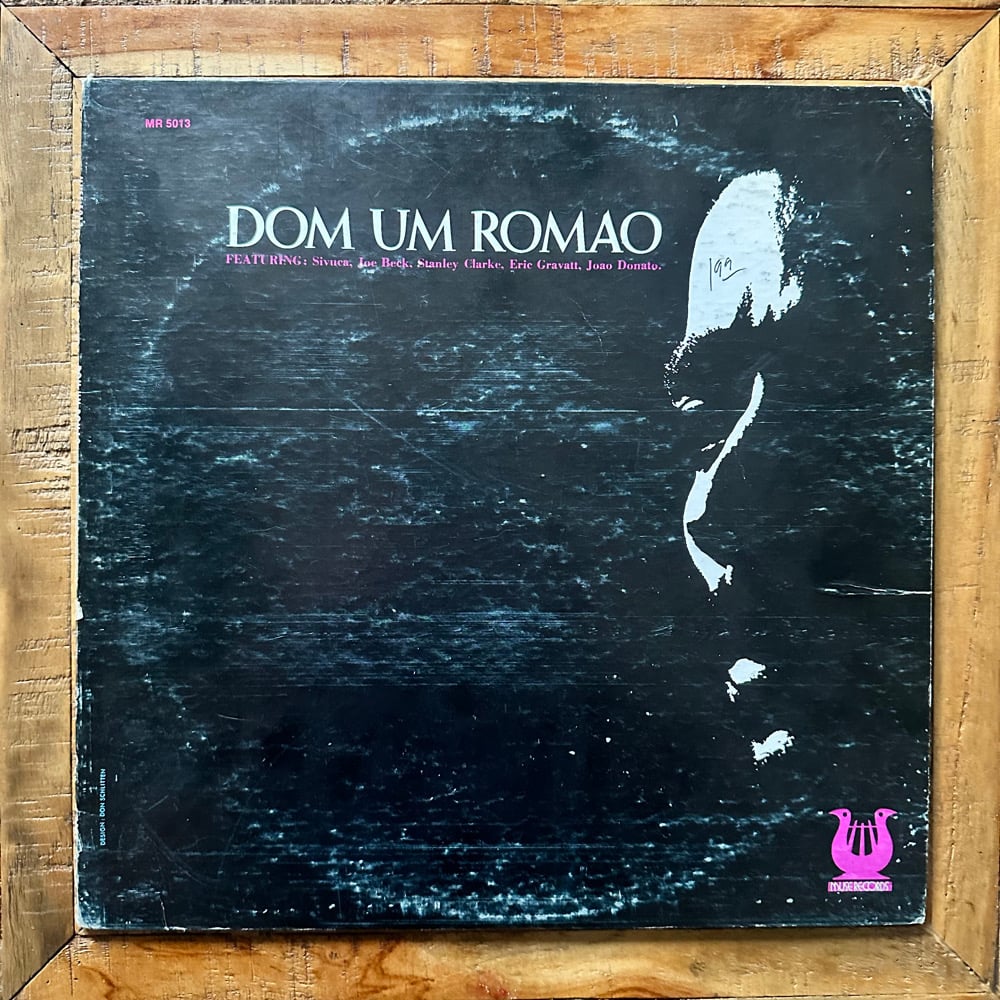 MR 5013
DOM UM ROMAO
FEATURING: Sivuca, Joe Beck, Stanley Clarke, Eric Gravatt, Joao Donato.
199
DESIGN: DON SCHLITTEN
MUSE RECORDS